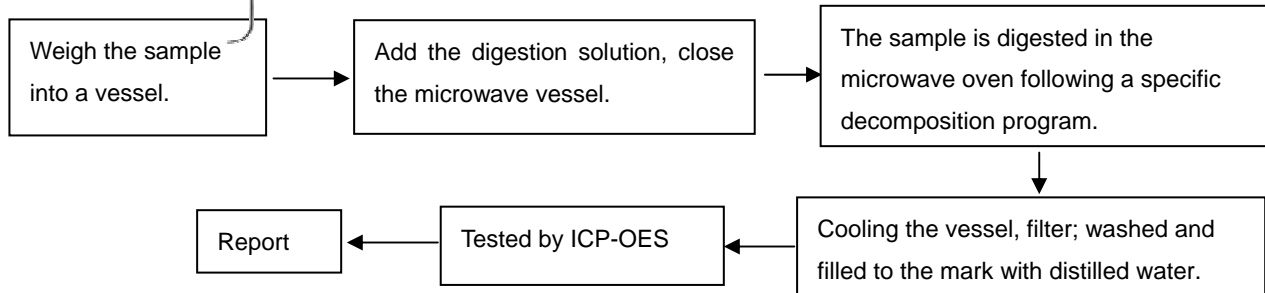 Weigh the sample
into a vessel.
Add the digestion solution, close
the microwave vessel.
The sample is digested in the
microwave oven following a specific
decomposition program.
Cooling the vessel, filter; washed and
filled to the mark with distilled water.
Tested by ICP-OES
Report